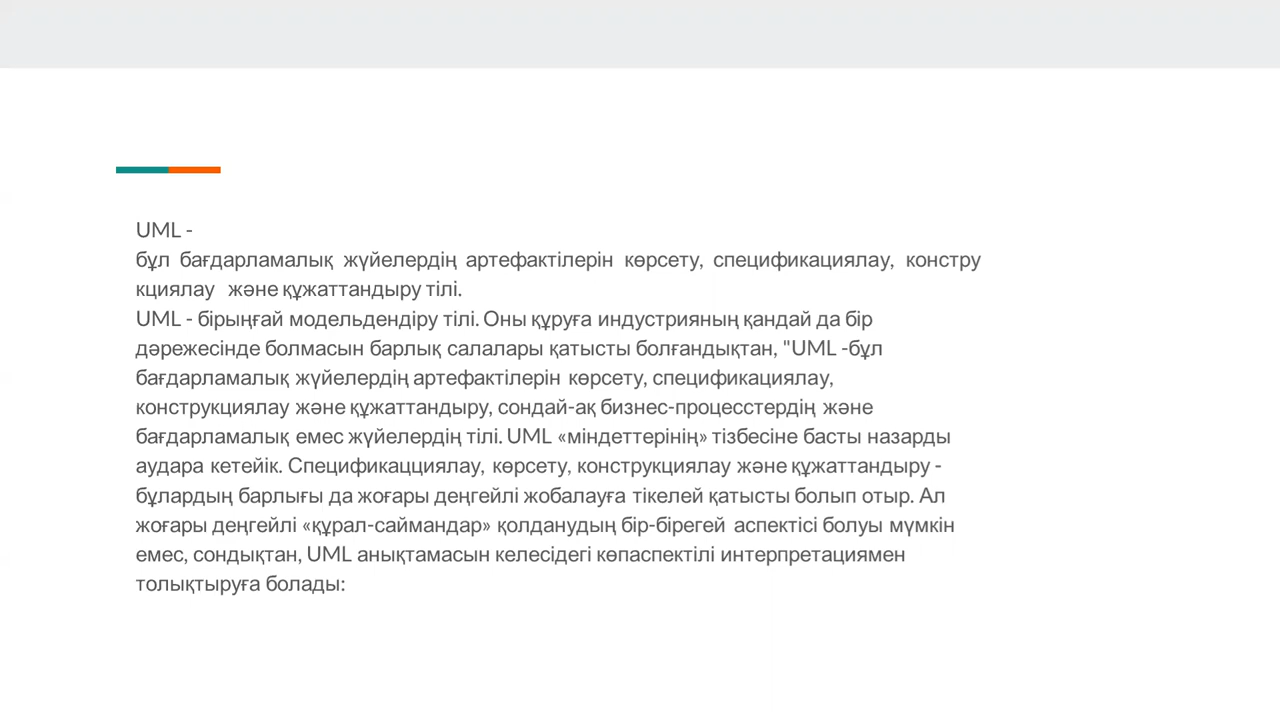 UML -
бұл бағдарламалық жүйелердің артефактілерін көрсету, спецификациялау, констру
кциялау және құжаттандыру тілі.
UML - бірыңғай модельдендіру тілі. Оны құруға индустрияның қандай да бір
дәрежесінде болмасын барлық салалары қатысты болғандықтан, "UML -бұл
бағдарламалық жүйелердің артефактілерін көрсету, спецификациялау,
конструкциялау және құжаттандыру, сондай-ақ бизнес-процесстердің және
бағдарламалық емес жүйелердің тілі. UML «міндеттерінің» тізбесіне басты назарды
аудара кетейік. Спецификацциялау, көрсету, конструкциялау және құжаттандыру -
бұлардың барлығы да жоғары деңгейлі жобалауға тікелей қатысты болып отыр. Ал
жоғары деңгейлі «құрал-саймандар» қолданудың бір-бірегей аспектісі болуы мүмкін
емес, сондықтан, UML анықтамасын келесідегі көпаспектілі интерпретациямен
толықтыруға болады: